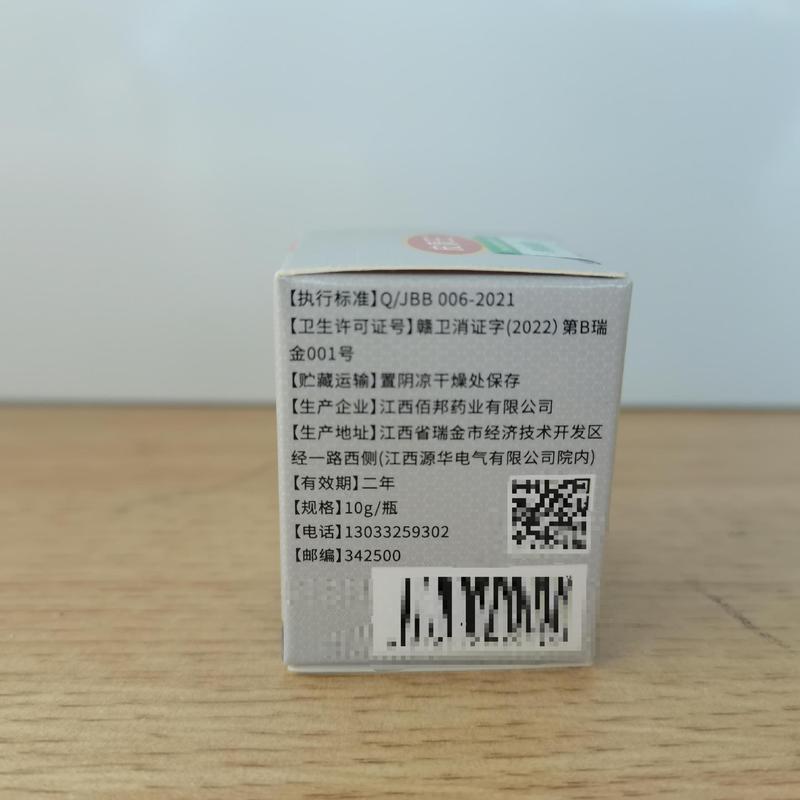 【执行标准】Q/JBB 006-2021
【卫生许可证号】赣卫消证字(2022)第B瑞
金001号
【贮藏运输】置阴凉干燥处保存
【生产企业】江西佰邦药业有限公司
【生产地址】江西省瑞金市经济技术开发区
经一路西侧(江西源华电气有限公司院内)
【有效期】二年
【规格】10g/瓶
【电话】13033259302
【邮编】342500